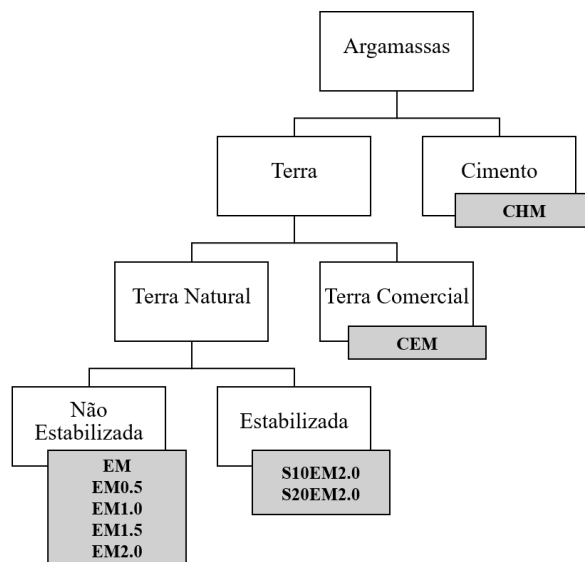 Argamassas
Terra
Cimento
CHM
Terra Natural
Terra Comercial
CEM
Não
Estabilizada
EM
EM0.5
EM1.0
EM1.5
EM2.0
Estabilizada
S10EM2.0
S20EM2.0